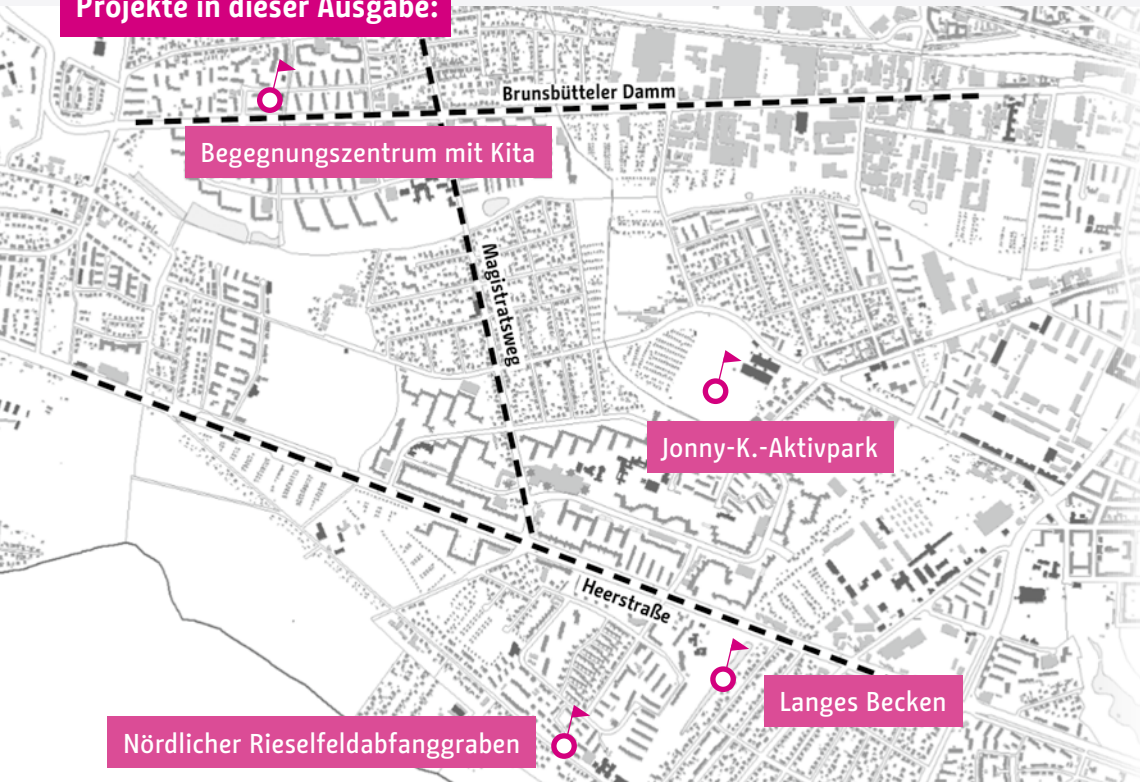 Projekte in dieser Ausgabe:
Brunsbütteler Damm
Begegnungszentrum mit Kita
Magistratsweg
Jonny-K.-Aktivpark
Heerstraße
Langes Becken
Nördlicher Rieselfeldabfanggraben